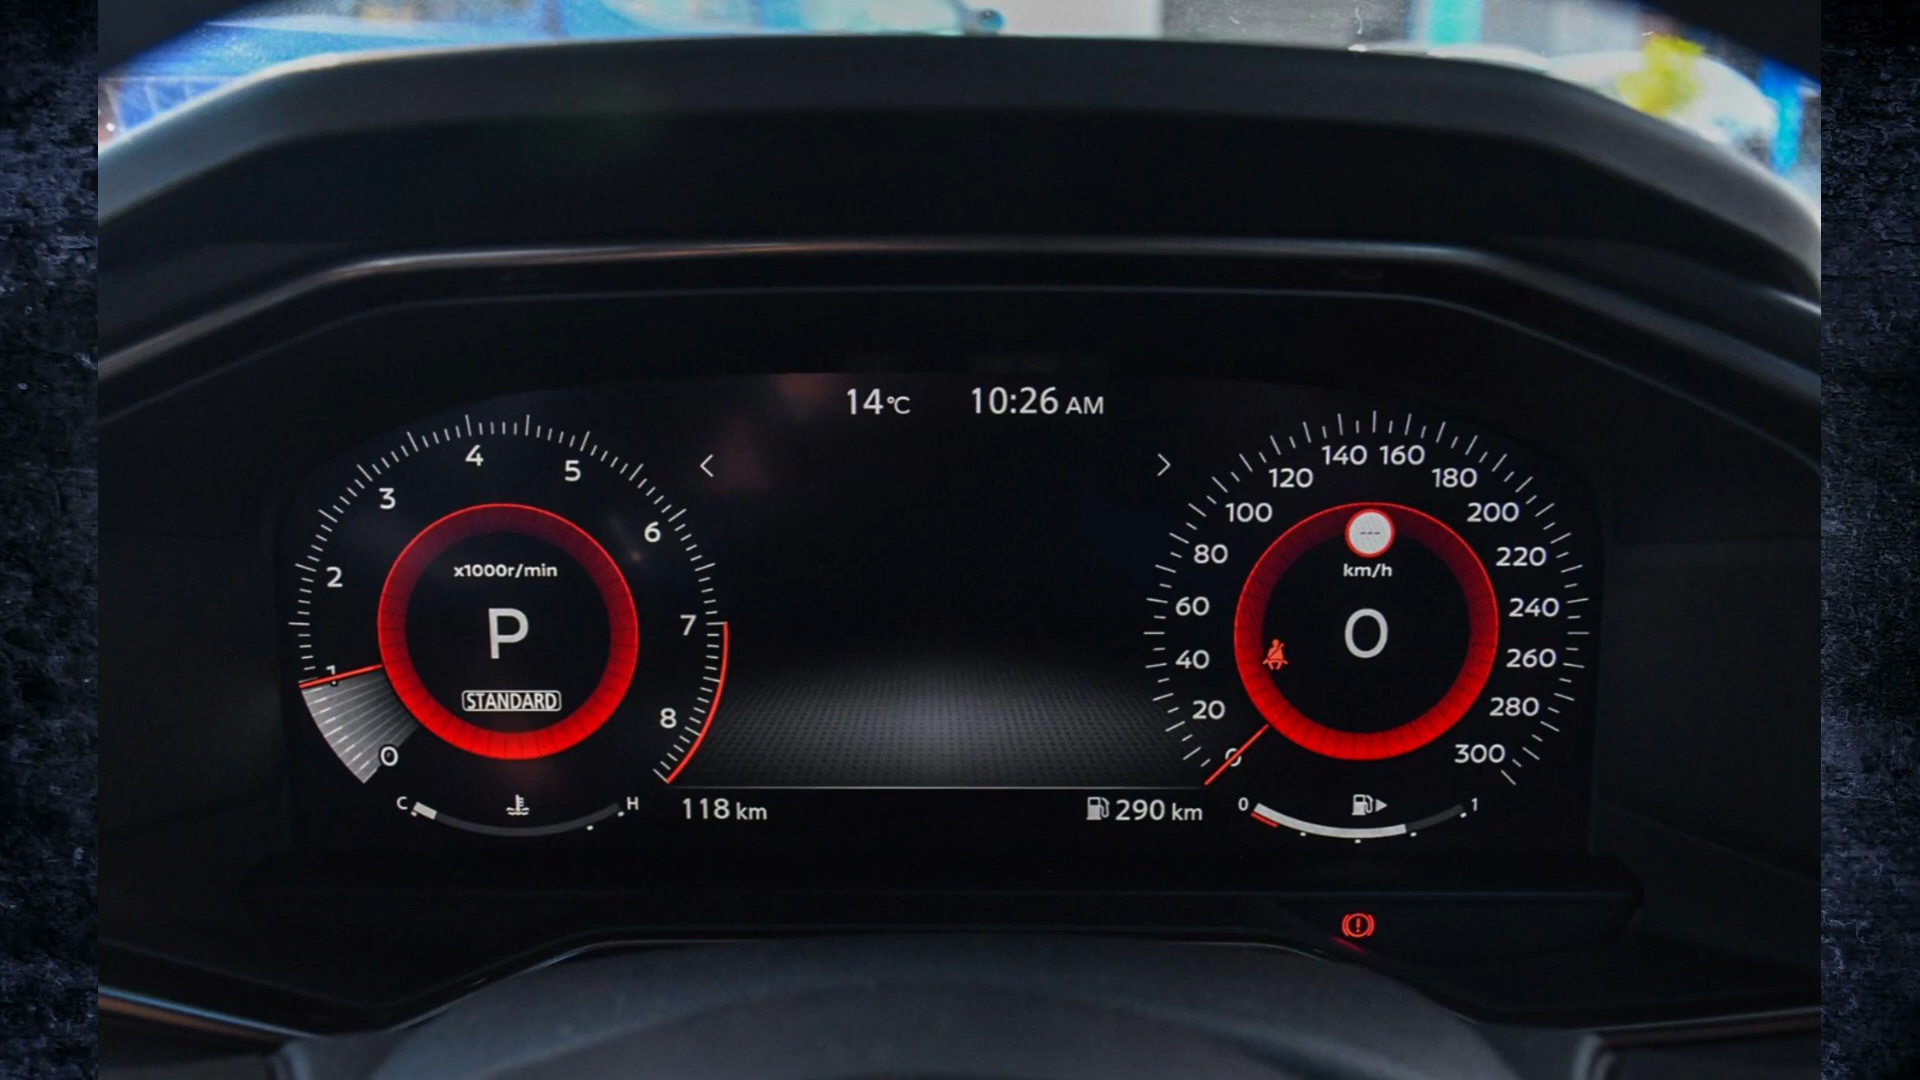 14°C 10:26 AM
0 1 2 3 4 5 6 7 8
x1000r/min
P
STANDARD
C H
118 km
290 km
0 20 40 60 80 100 120 140 160 180 200 220 240 260 280 300
---
km/h
0
0 1